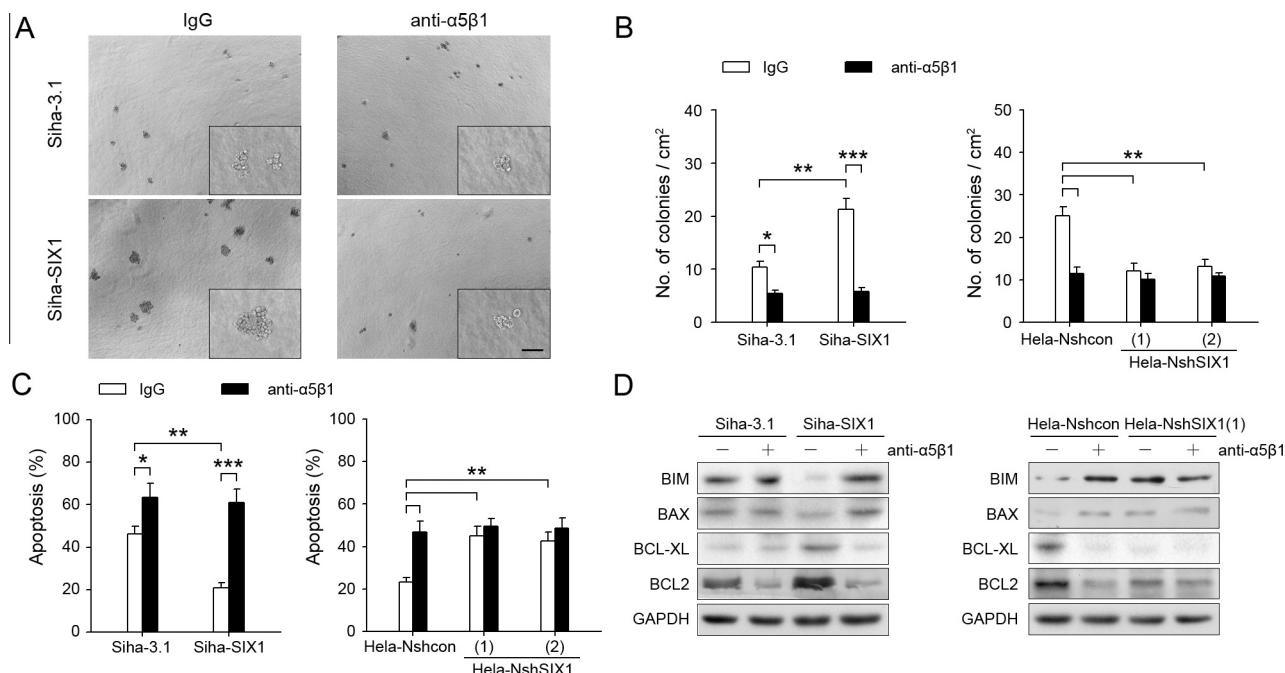 A
IgG
anti-α5β1
Siha-3.1
Siha-SIX1
B
IgG
anti-α5β1
No. of colonies / cm²
40
30
20
10
0
**
***
*
Siha-3.1
Siha-SIX1
No. of colonies / cm²
50
40
30
20
10
0
**
Hela-Nshcon
(1)
(2)
Hela-NshSIX1
C
IgG
anti-α5β1
Apoptosis (%)
100
80
60
40
20
0
**
*
***
Siha-3.1
Siha-SIX1
Apoptosis (%)
100
80
60
40
20
0
**
Hela-Nshcon
(1)
(2)
Hela-NshSIX1
D
Siha-3.1 Siha-SIX1
− + − + anti-α5β1
BIM
BAX
BCL-XL
BCL2
GAPDH
Hela-Nshcon Hela-NshSIX1(1)
− + − + anti-α5β1
BIM
BAX
BCL-XL
BCL2
GAPDH